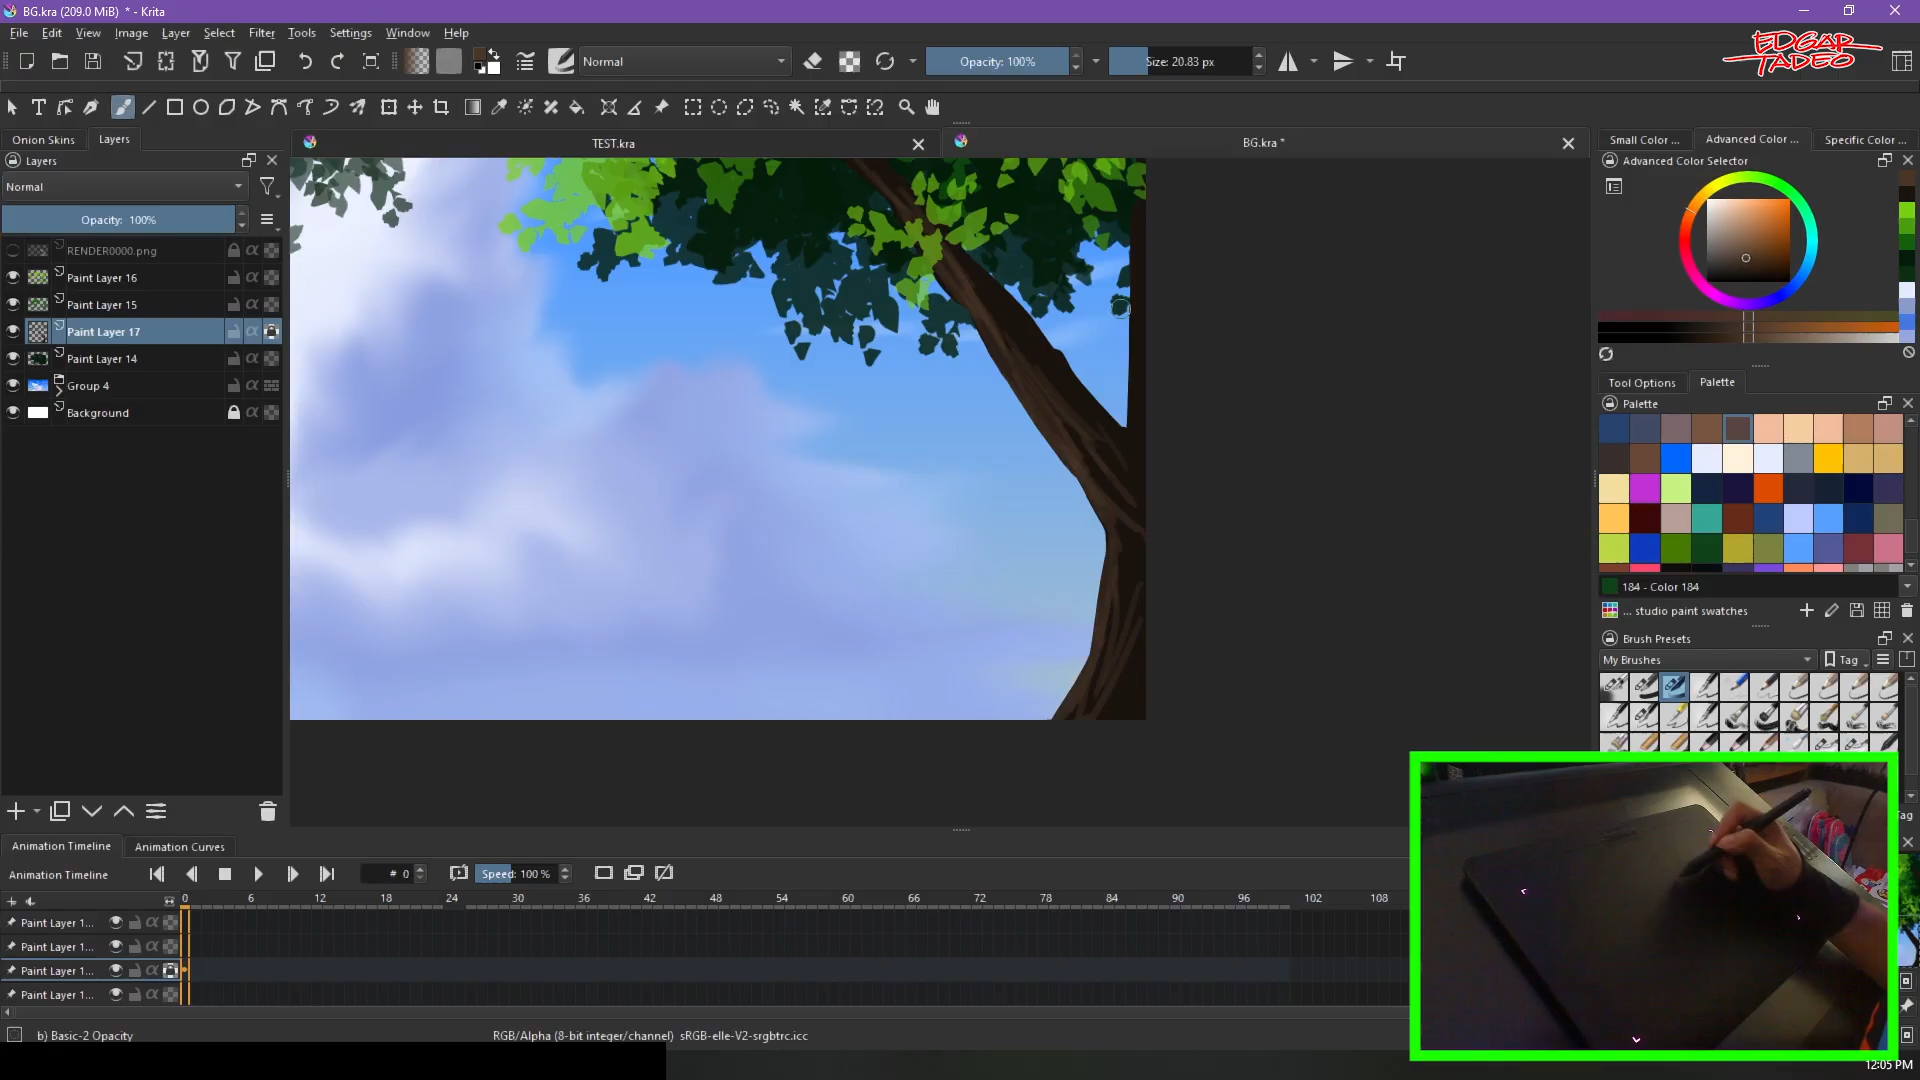 BG.kra (209.0 MiB) * - Krita
File Edit View Image Layer Select Filter Tools Settings Window Help
Normal
Opacity: 100%
Size: 20.83 px
EDGAR
TADEO
Onion Skins Layers
TEST.kra
BG.kra *
Small Color ... Advanced Color ... Specific Color ...
Layers
Advanced Color Selector
Normal
Opacity: 100%
RENDER0000.png
Paint Layer 16
Paint Layer 15
Paint Layer 17
Paint Layer 14
Group 4
Background
Tool Options Palette
Palette
184 - Color 184
... studio paint swatches
Brush Presets
My Brushes
Tag
Tag
Animation Timeline Animation Curves
Animation Timeline
# 0
Speed: 100 %
0 6 12 18 24 30 36 42 48 54 60 66 72 78 84 90 96 102 108
Paint Layer 1...
Paint Layer 1...
Paint Layer 1...
Paint Layer 1...
b) Basic-2 Opacity
RGB/Alpha (8-bit integer/channel) sRGB-elle-V2-srgbtrc.icc
12:05 PM